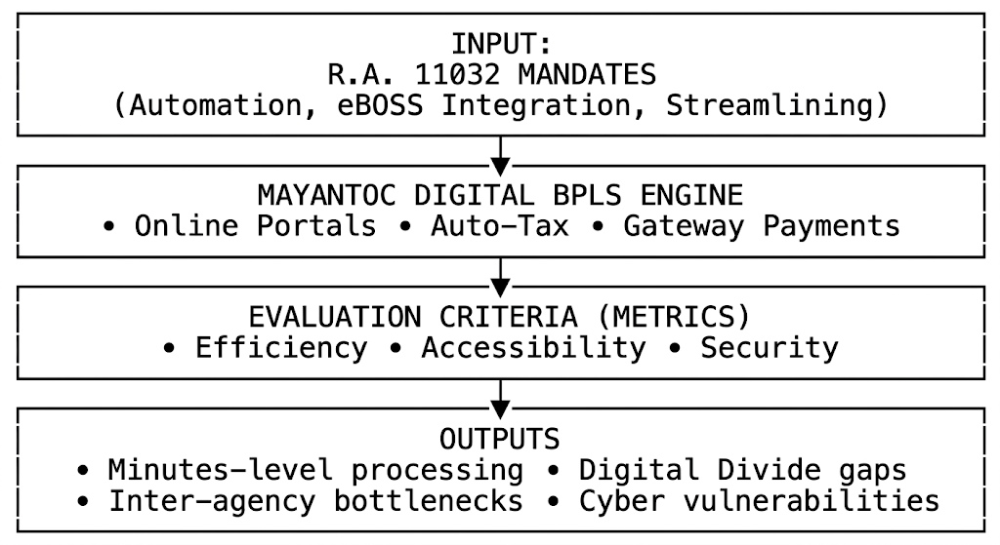 INPUT:
R.A. 11032 MANDATES
(Automation, eBOSS Integration, Streamlining)
MAYANTOC DIGITAL BPLS ENGINE
• Online Portals • Auto-Tax • Gateway Payments
EVALUATION CRITERIA (METRICS)
• Efficiency • Accessibility • Security
OUTPUTS
• Minutes-level processing • Digital Divide gaps
• Inter-agency bottlenecks • Cyber vulnerabilities